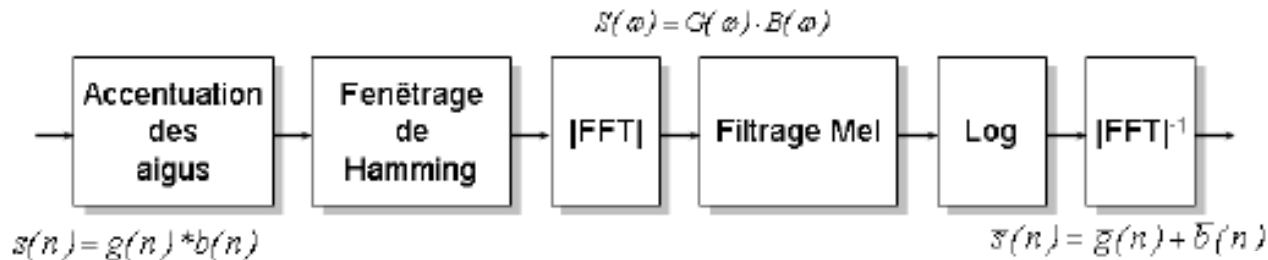 S(ω) = G(ω) · B(ω)
Accentuation
des
aigus
Fenêtrage
de
Hamming
|FFT|
Filtrage Mel
Log
|FFT|⁻¹
s(n) = g(n) * b(n)
s̅(n) = g̅(n) + b̅(n)